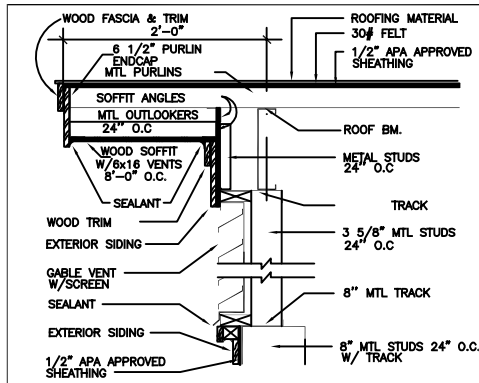 WOOD FASCIA & TRIM
2'-0"
6 1/2" PURLIN
ENDCAP
MTL PURLINS
SOFFIT ANGLES
MTL OUTLOOKERS
24" O.C
WOOD SOFFIT
W/6x16 VENTS
8'-0" O.C.
SEALANT
WOOD TRIM
EXTERIOR SIDING
GABLE VENT
W/SCREEN
SEALANT
EXTERIOR SIDING
1/2" APA APPROVED
SHEATHING
ROOFING MATERIAL
30# FELT
1/2" APA APPROVED
SHEATHING
ROOF BM.
METAL STUDS
24" O.C
TRACK
3 5/8" MTL STUDS
24" O.C
8" MTL TRACK
8" MTL STUDS 24" O.C.
W/ TRACK